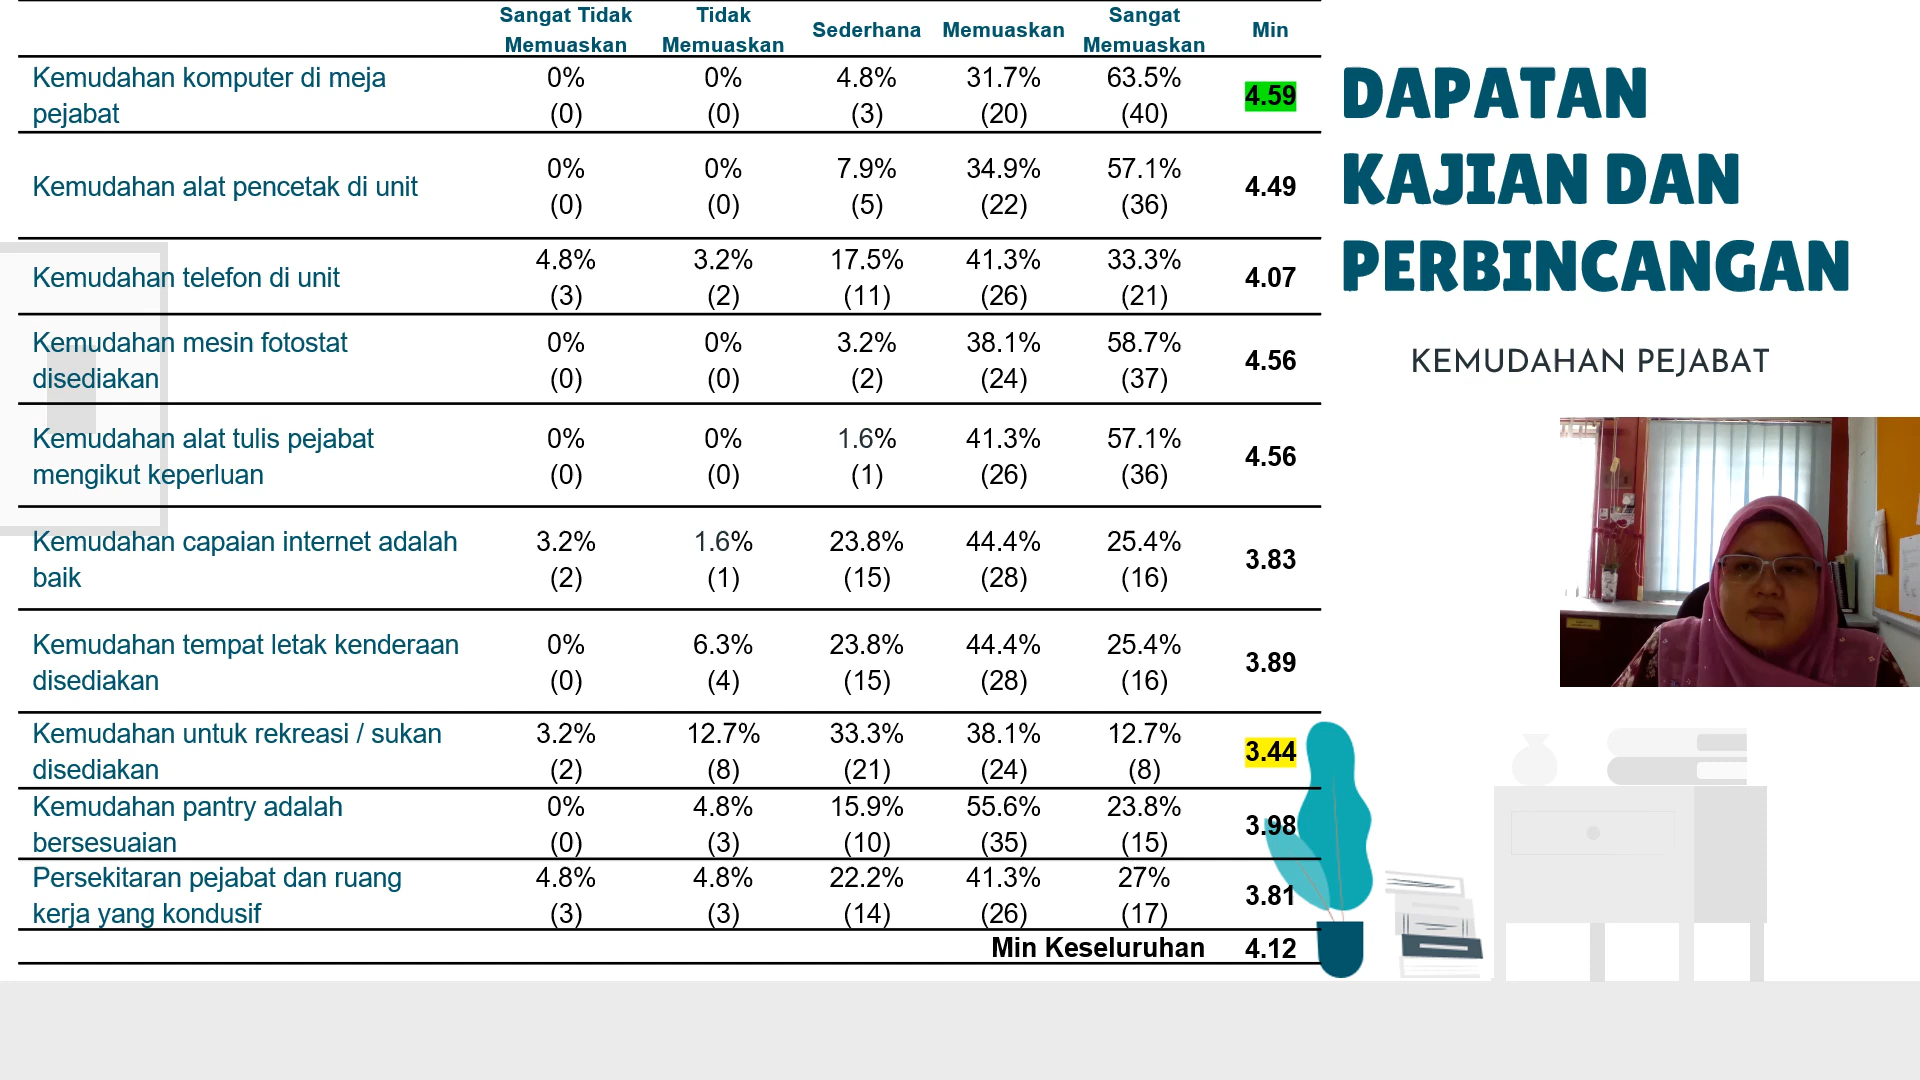 Sangat Tidak Memuaskan Tidak Memuaskan Sederhana Memuaskan Sangat Memuaskan Min
Kemudahan komputer di meja pejabat 0% (0) 0% (0) 4.8% (3) 31.7% (20) 63.5% (40) 4.59
Kemudahan alat pencetak di unit 0% (0) 0% (0) 7.9% (5) 34.9% (22) 57.1% (36) 4.49
Kemudahan telefon di unit 4.8% (3) 3.2% (2) 17.5% (11) 41.3% (26) 33.3% (21) 4.07
Kemudahan mesin fotostat disediakan 0% (0) 0% (0) 3.2% (2) 38.1% (24) 58.7% (37) 4.56
Kemudahan alat tulis pejabat mengikut keperluan 0% (0) 0% (0) 1.6% (1) 41.3% (26) 57.1% (36) 4.56
Kemudahan capaian internet adalah baik 3.2% (2) 1.6% (1) 23.8% (15) 44.4% (28) 25.4% (16) 3.83
Kemudahan tempat letak kenderaan disediakan 0% (0) 6.3% (4) 23.8% (15) 44.4% (28) 25.4% (16) 3.89
Kemudahan untuk rekreasi / sukan disediakan 3.2% (2) 12.7% (8) 33.3% (21) 38.1% (24) 12.7% (8) 3.44
Kemudahan pantry adalah bersesuaian 0% (0) 4.8% (3) 15.9% (10) 55.6% (35) 23.8% (15) 3.98
Persekitaran pejabat dan ruang kerja yang kondusif 4.8% (3) 4.8% (3) 22.2% (14) 41.3% (26) 27% (17) 3.81
Min Keseluruhan 4.12
DAPATAN
KAJIAN DAN
PERBINCANGAN
KEMUDAHAN PEJABAT